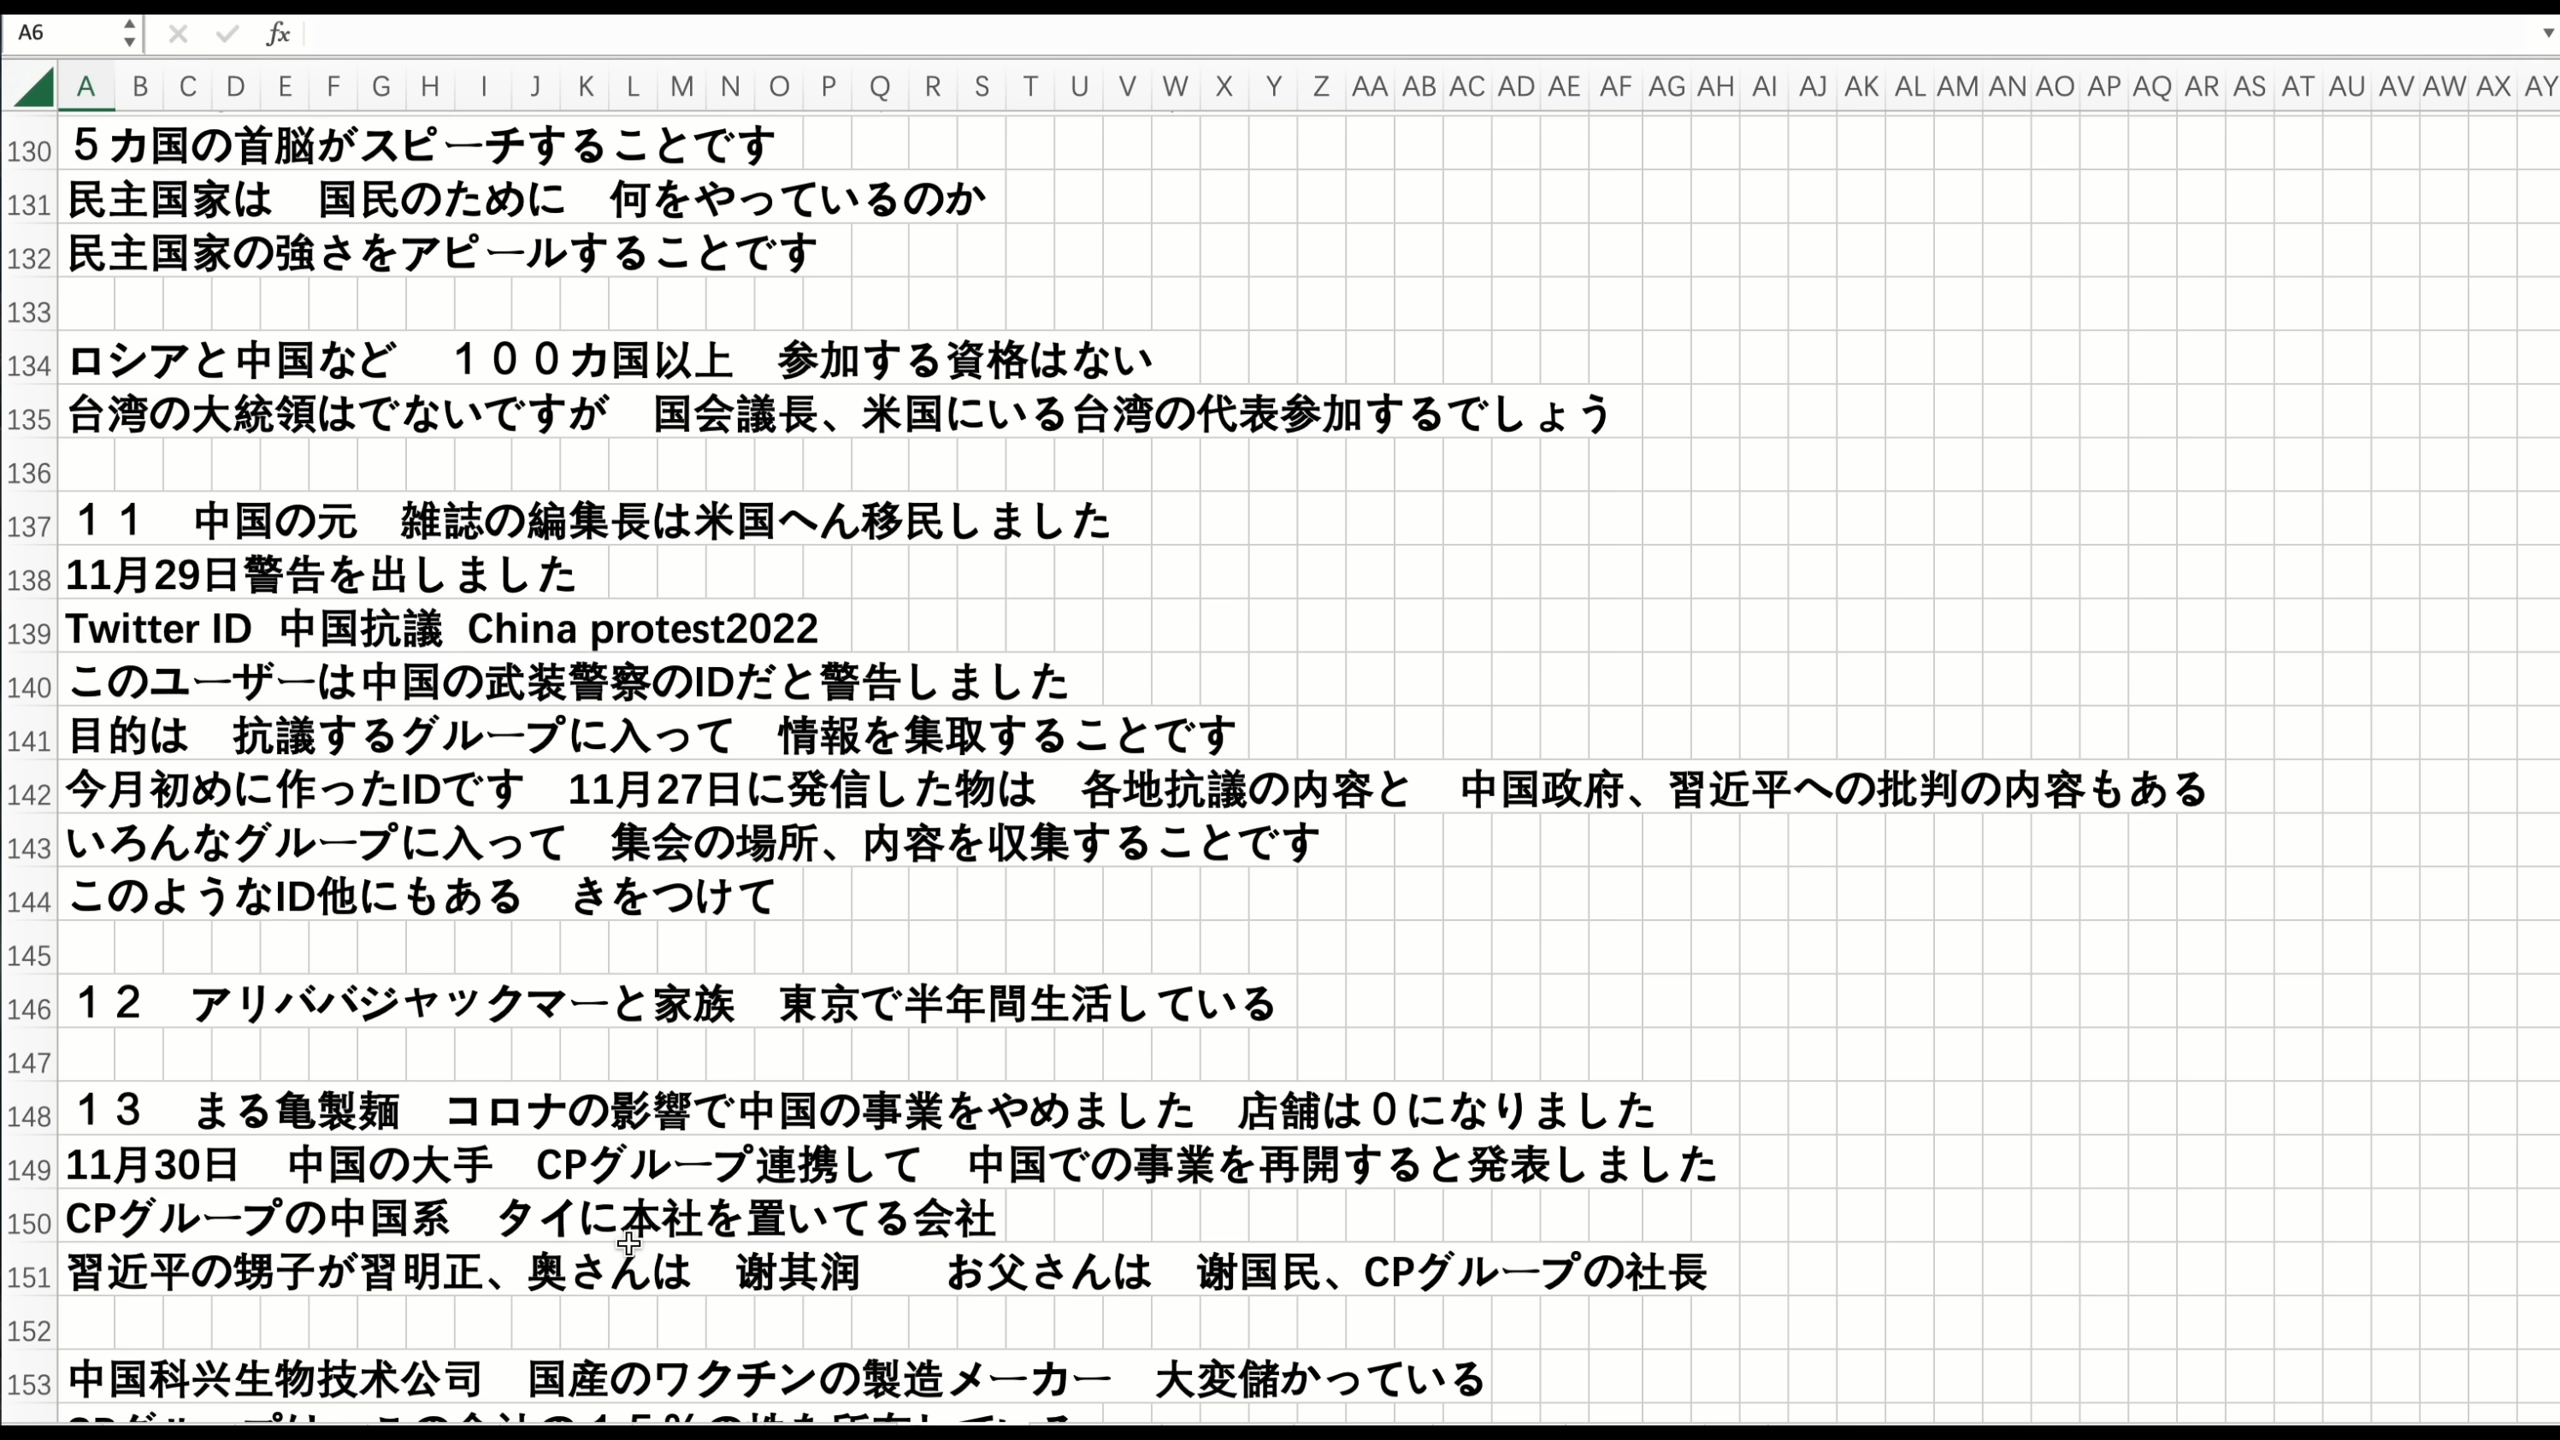 A6
fx
A B C D E F G H I J K L M N O P Q R S T U V W X Y Z AA AB AC AD AE AF AG AH AI AJ AK AL AM AN AO AP AQ AR AS AT AU AV AW AX AY
130 ５カ国の首脳がスピーチすることです
131 民主国家は　国民のために　何をやっているのか
132 民主国家の強さをアピールすることです
133
134 ロシアと中国など　１００カ国以上　参加する資格はない
135 台湾の大統領はでないですが　国会議長、米国にいる台湾の代表参加するでしょう
136
137 １１　中国の元　雑誌の編集長は米国へん移民しました
138 11月29日警告を出しました
139 Twitter ID 中国抗議 China protest2022
140 このユーザーは中国の武装警察のIDだと警告しました
141 目的は　抗議するグループに入って　情報を集取することです
142 今月初めに作ったIDです　11月27日に発信した物は　各地抗議の内容と　中国政府、習近平への批判の内容もある
143 いろんなグループに入って　集会の場所、内容を収集することです
144 このようなID他にもある　きをつけて
145
146 １２　アリババジャックマーと家族　東京で半年間生活している
147
148 １３　まる亀製麺　コロナの影響で中国の事業をやめました　店舗は０になりました
149 11月30日　中国の大手　CPグループ連携して　中国での事業を再開すると発表しました
150 CPグループの中国系　タイに本社を置いてる会社
151 習近平の甥子が習明正、奥さんは　谢其润　　お父さんは　谢国民、CPグループの社長
152
153 中国科兴生物技术公司　国産のワクチンの製造メーカー　大変儲かっている
CPグループは　この会社の１５％の株を所有している